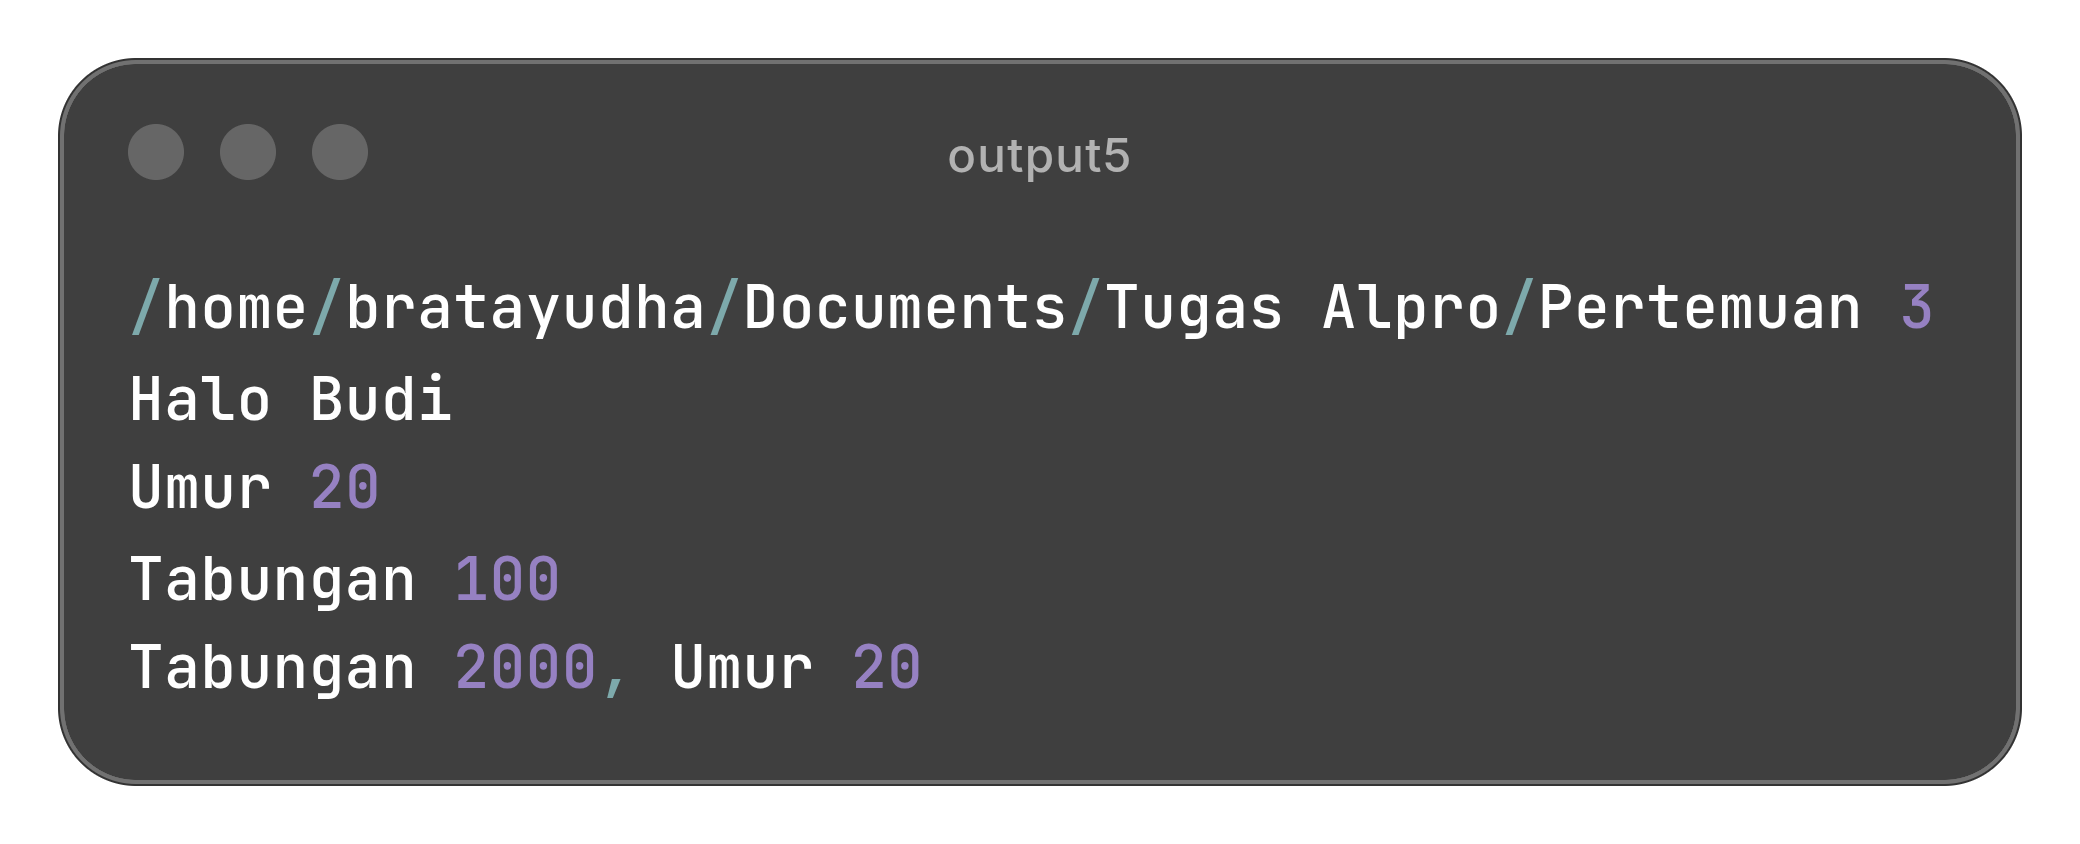 output5
/home/bratayudha/Documents/Tugas Alpro/Pertemuan 3
Halo Budi
Umur 20
Tabungan 100
Tabungan 2000, Umur 20